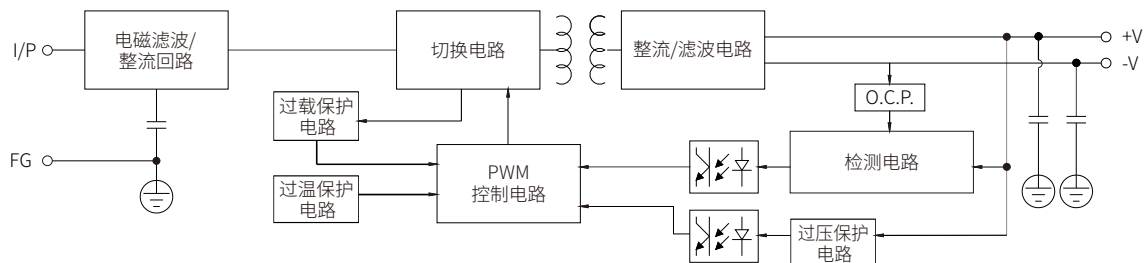 I/P
电磁滤波/
整流回路
切换电路
整流/滤波电路
+V
-V
O.C.P.
过载保护
电路
FG
PWM
控制电路
检测电路
过温保护
电路
过压保护
电路